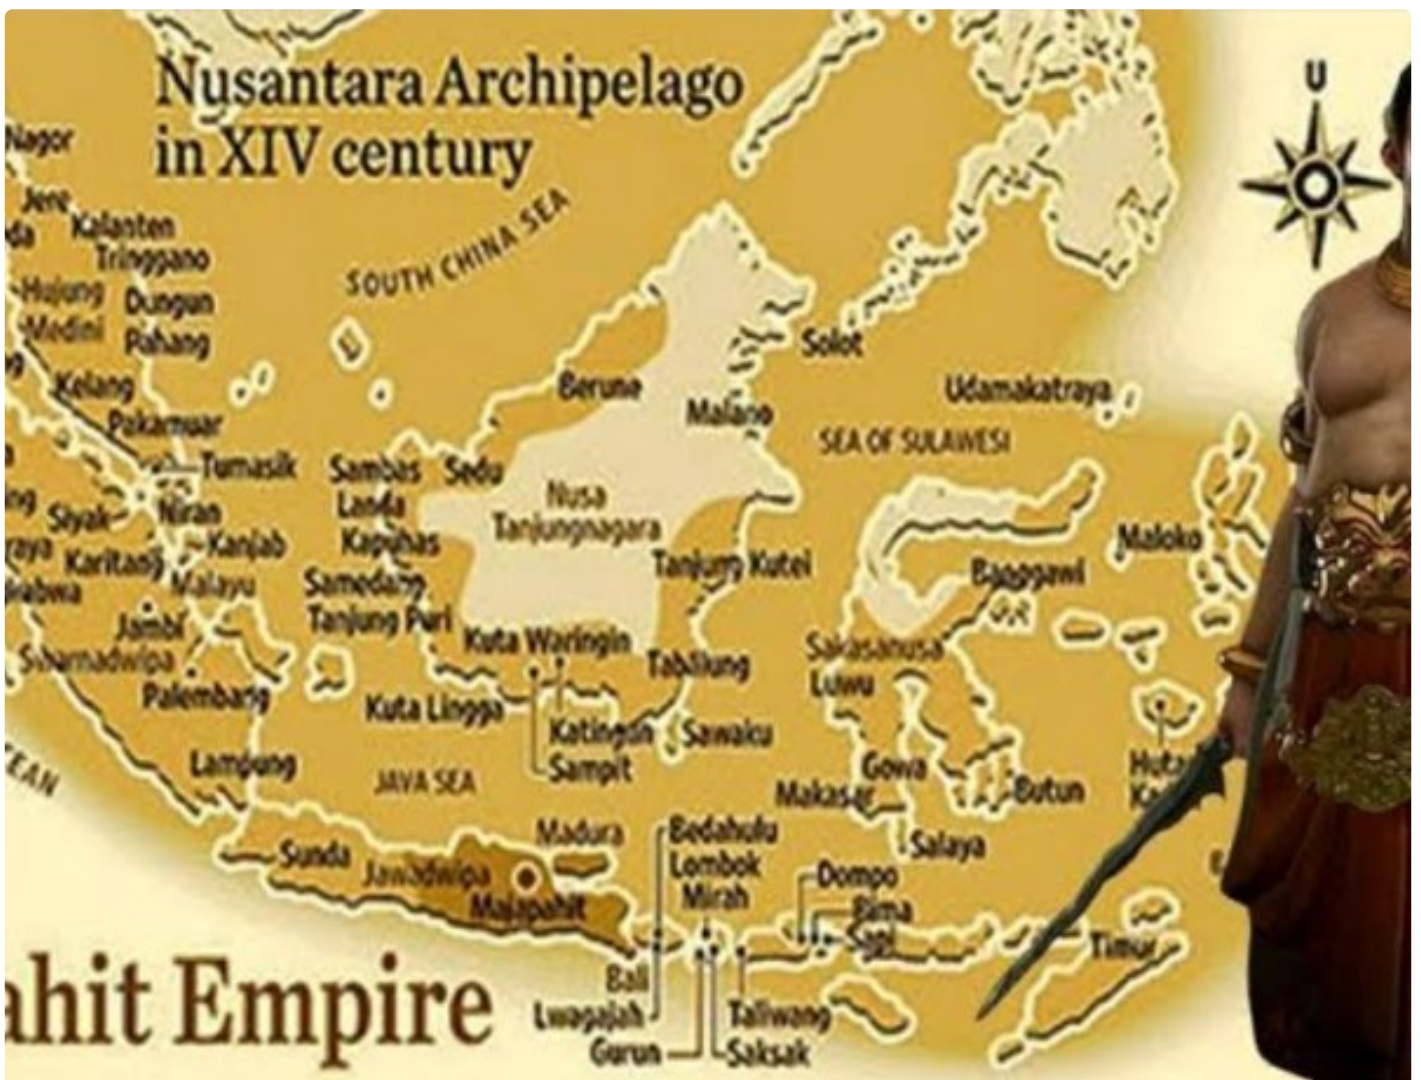 Nusantara Archipelago
in XIV century
U
Nagor
Jere
Kalanten
Tringgano
Hujung
Medini
Dungun
Pahang
Kelang
Pakamuar
Tumasik
SOUTH CHINA SEA
Solot
Berune
Malano
Udamakatraya
SEA OF SULAWESI
Sambas
Sedu
Landa
Kapuhas
Nusa
Tanjungnagara
Siyak
Niran
Kanjab
Karitang
Malayu
Samedang
Tanjung Puri
Tanjung Kutei
Maloko
Banggawi
Jambi
Swarnadwipa
Palembang
Kuta Waringin
Tabalung
Sakasanusa
Luwu
Kuta Lingga
Katingan
Sampit
Sawaku
Lampung
JAVA SEA
Gowa
Makasar
Butun
Salaya
Sunda
Jawadwipa
Majapahit
Madura
Bedahulu
Lombok
Mirah
Dompo
Bima
Timur
Bali
Lwagajah
Gurun
Taliwang
Saksak
ahit Empire